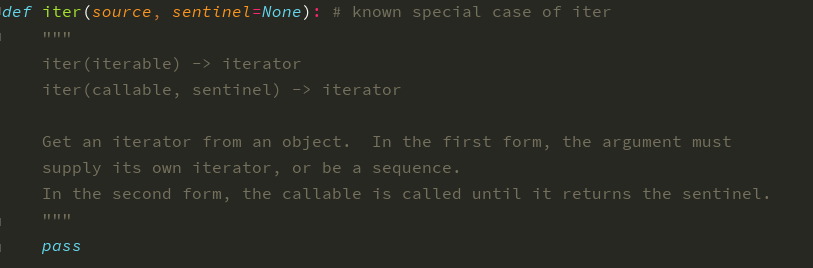 def iter(source, sentinel=None): # known special case of iter
    """
    iter(iterable) -> iterator
    iter(callable, sentinel) -> iterator

    Get an iterator from an object.  In the first form, the argument must
    supply its own iterator, or be a sequence.
    In the second form, the callable is called until it returns the sentinel.
    """
    pass